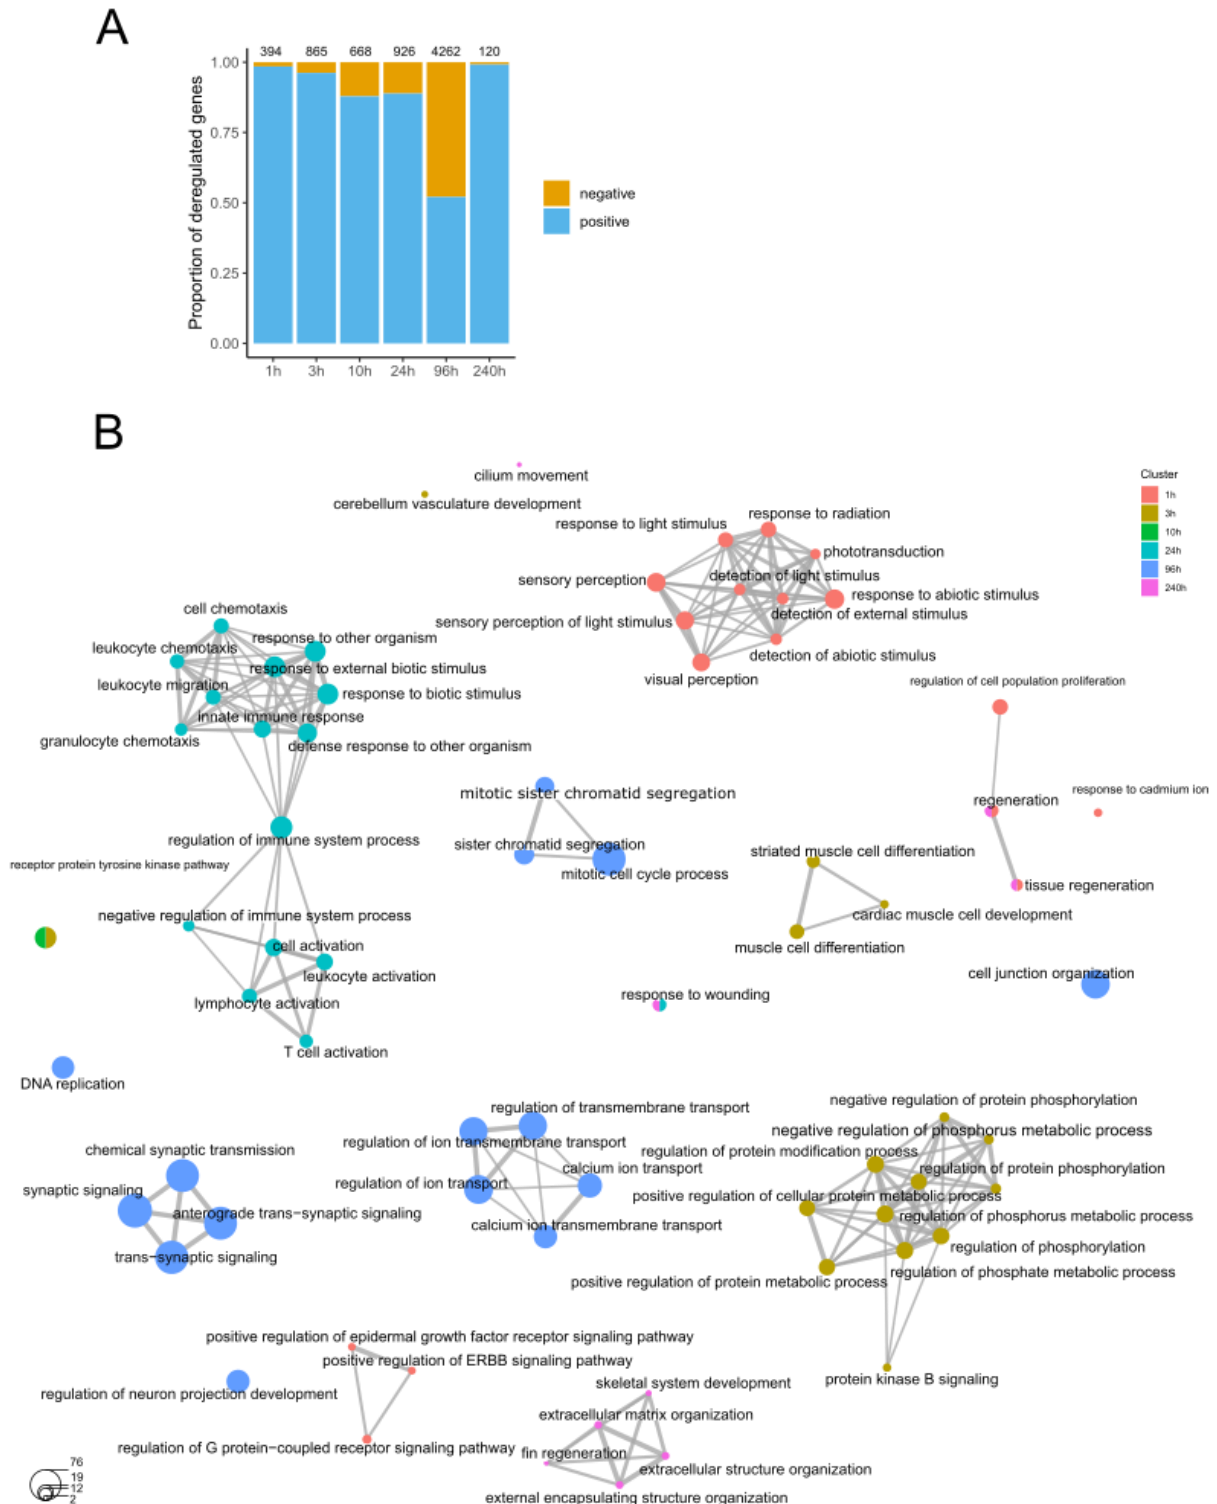 A
394 865 668 926 4262 120
1.00
0.75
0.50
0.25
0.00
Proportion of deregulated genes
1h 3h 10h 24h 96h 240h
negative
positive
B
cilium movement
cerebellum vasculature development
Cluster
1h
3h
10h
24h
96h
240h
response to radiation
response to light stimulus
phototransduction
detection of light stimulus
sensory perception
response to abiotic stimulus
detection of external stimulus
sensory perception of light stimulus
detection of abiotic stimulus
visual perception
cell chemotaxis
response to other organism
leukocyte chemotaxis
response to external biotic stimulus
leukocyte migration
response to biotic stimulus
innate immune response
granulocyte chemotaxis
defense response to other organism
regulation of immune system process
regulation of cell population proliferation
response to cadmium ion
regeneration
tissue regeneration
mitotic sister chromatid segregation
sister chromatid segregation
mitotic cell cycle process
striated muscle cell differentiation
cardiac muscle cell development
muscle cell differentiation
receptor protein tyrosine kinase pathway
negative regulation of immune system process
cell activation
leukocyte activation
lymphocyte activation
T cell activation
response to wounding
cell junction organization
DNA replication
chemical synaptic transmission
synaptic signaling
anterograde trans−synaptic signaling
trans−synaptic signaling
regulation of transmembrane transport
regulation of ion transmembrane transport
calcium ion transport
regulation of ion transport
calcium ion transmembrane transport
negative regulation of protein phosphorylation
negative regulation of phosphorus metabolic process
regulation of protein modification process
regulation of protein phosphorylation
positive regulation of cellular protein metabolic process
regulation of phosphorus metabolic process
regulation of phosphorylation
regulation of phosphate metabolic process
positive regulation of protein metabolic process
protein kinase B signaling
positive regulation of epidermal growth factor receptor signaling pathway
positive regulation of ERBB signaling pathway
regulation of neuron projection development
regulation of G protein−coupled receptor signaling pathway
skeletal system development
extracellular matrix organization
fin regeneration
extracellular structure organization
external encapsulating structure organization
76
19
12
2